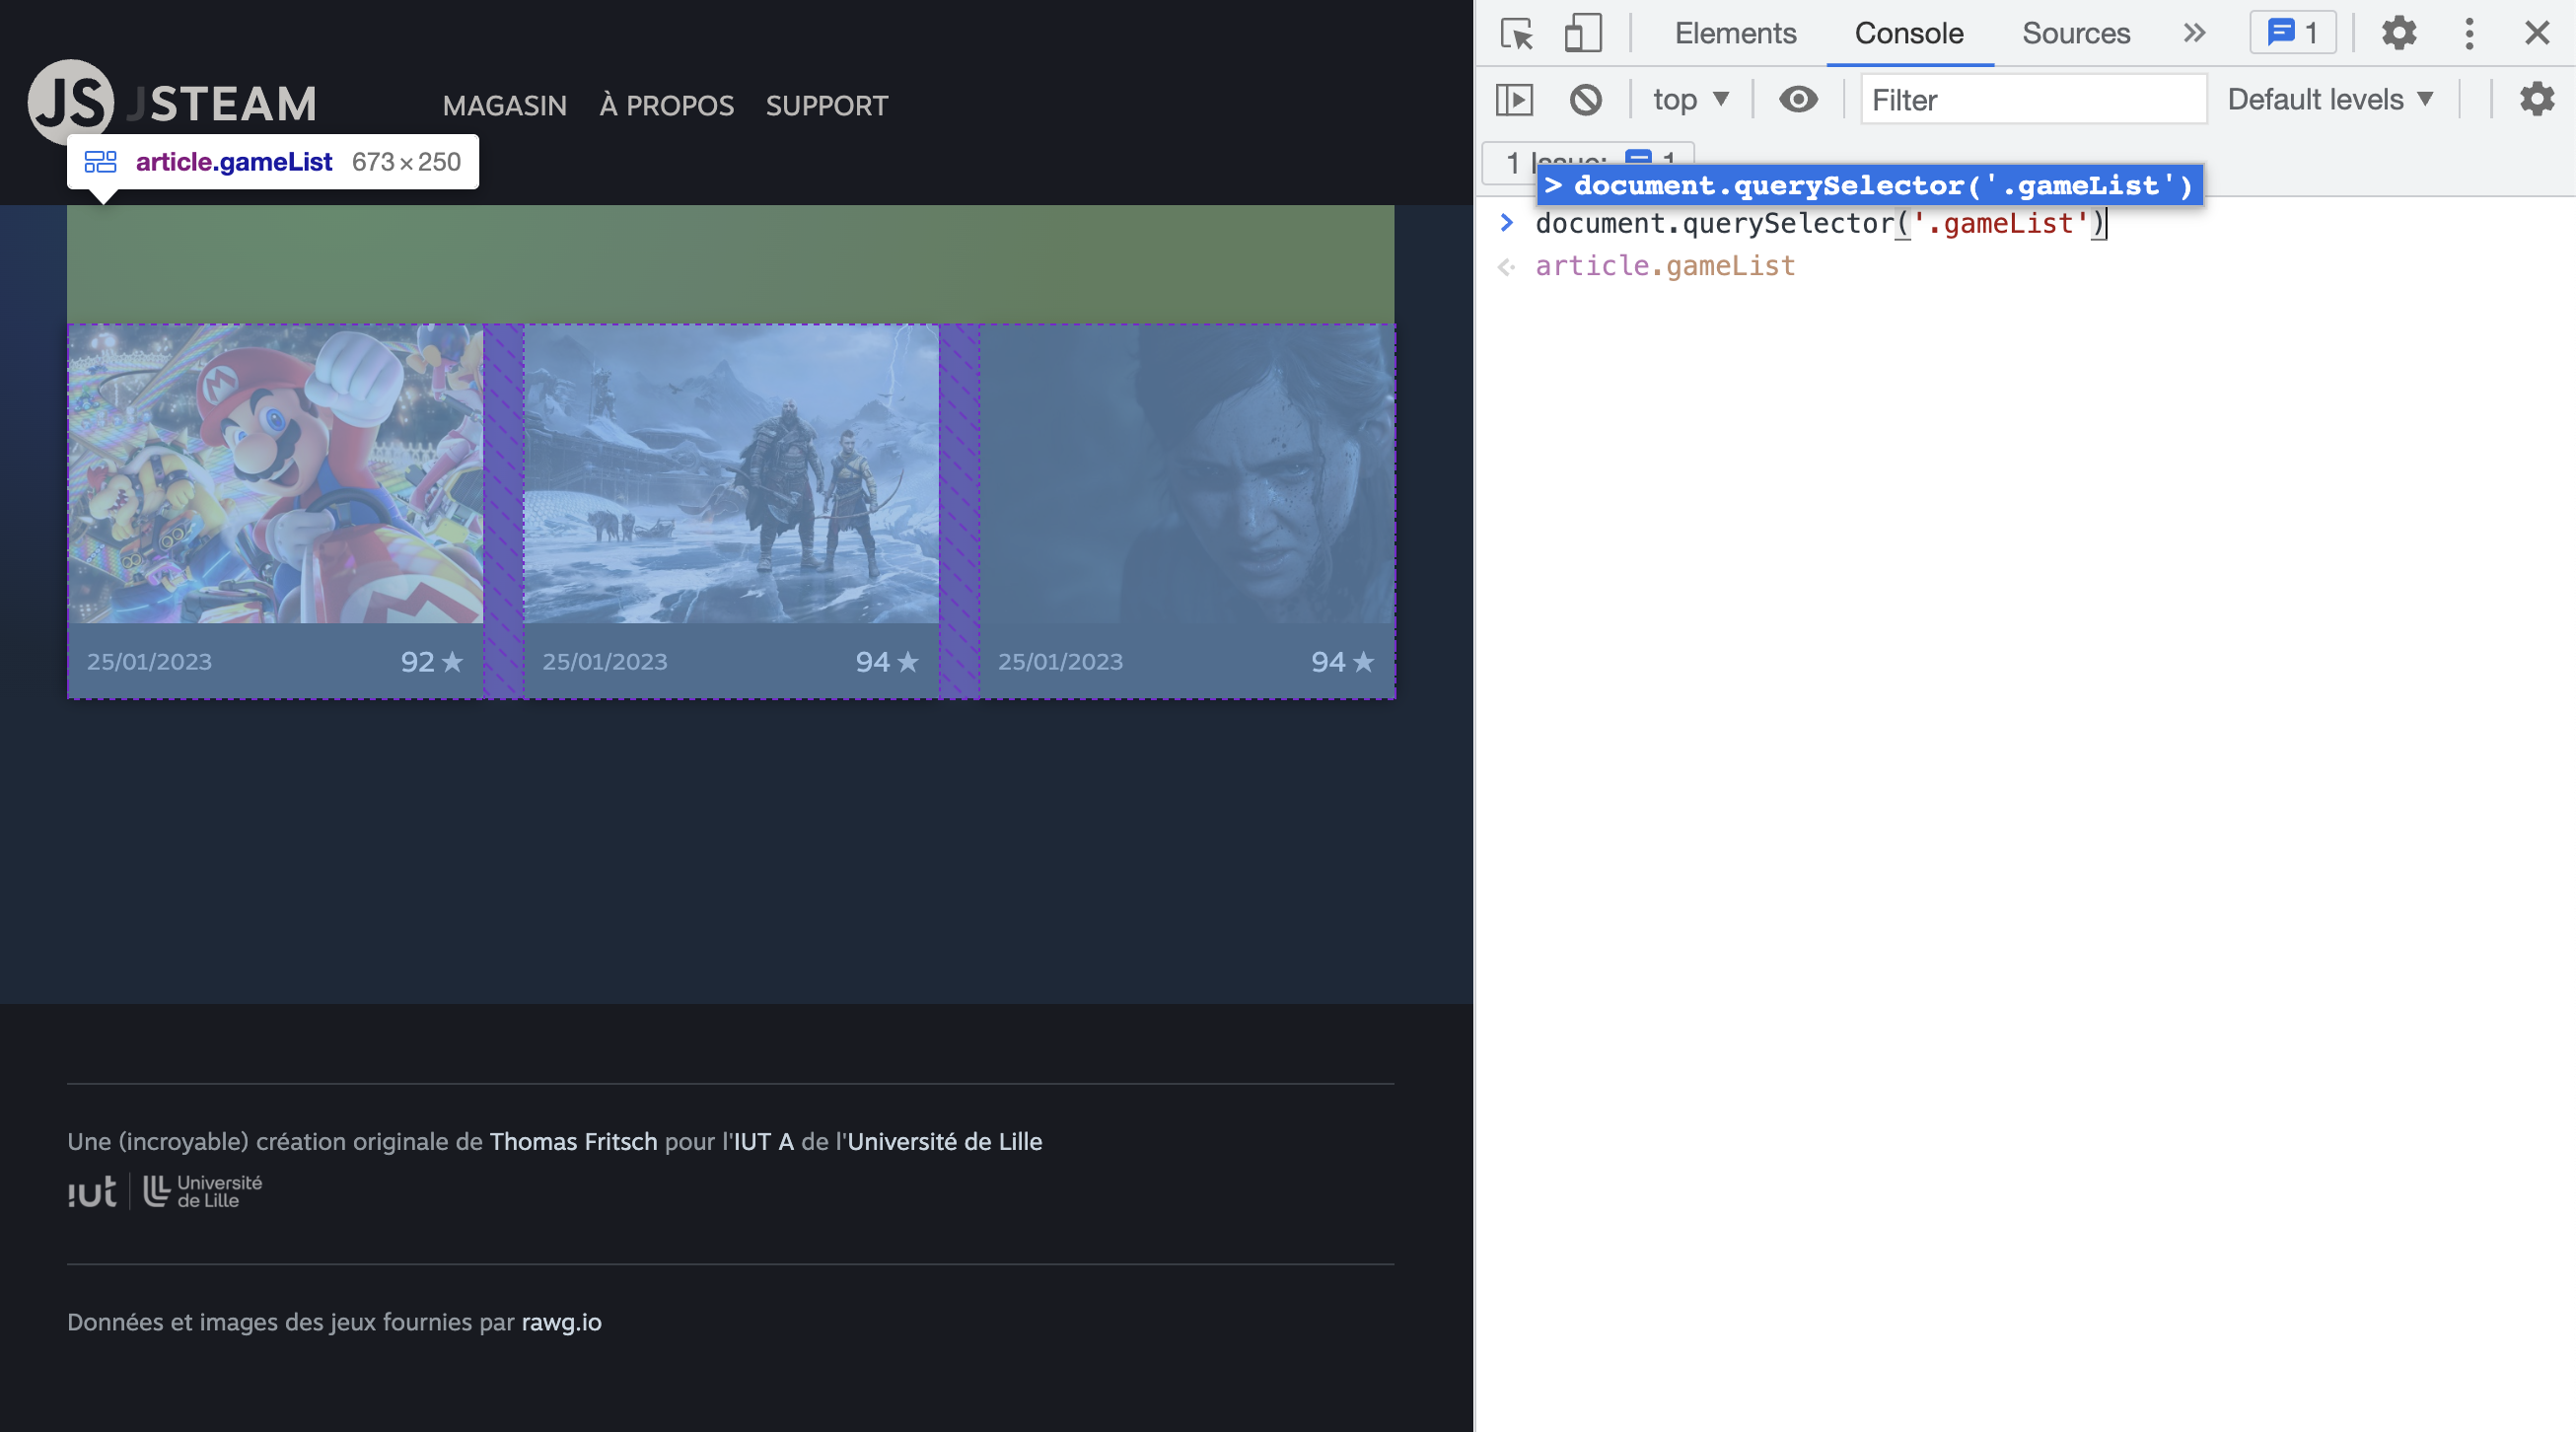 JS JSTEAM
MAGASIN À PROPOS SUPPORT
article.gameList 673×250
25/01/2023 92 ★
25/01/2023 94 ★
25/01/2023 94 ★
Une (incroyable) création originale de Thomas Fritsch pour l'IUT A de l'Université de Lille
iut Université
de Lille
Données et images des jeux fournies par rawg.io
Elements Console Sources 1
top Filter Default levels
1 Issue: 1
> document.querySelector('.gameList')
document.querySelector('.gameList')
article.gameList